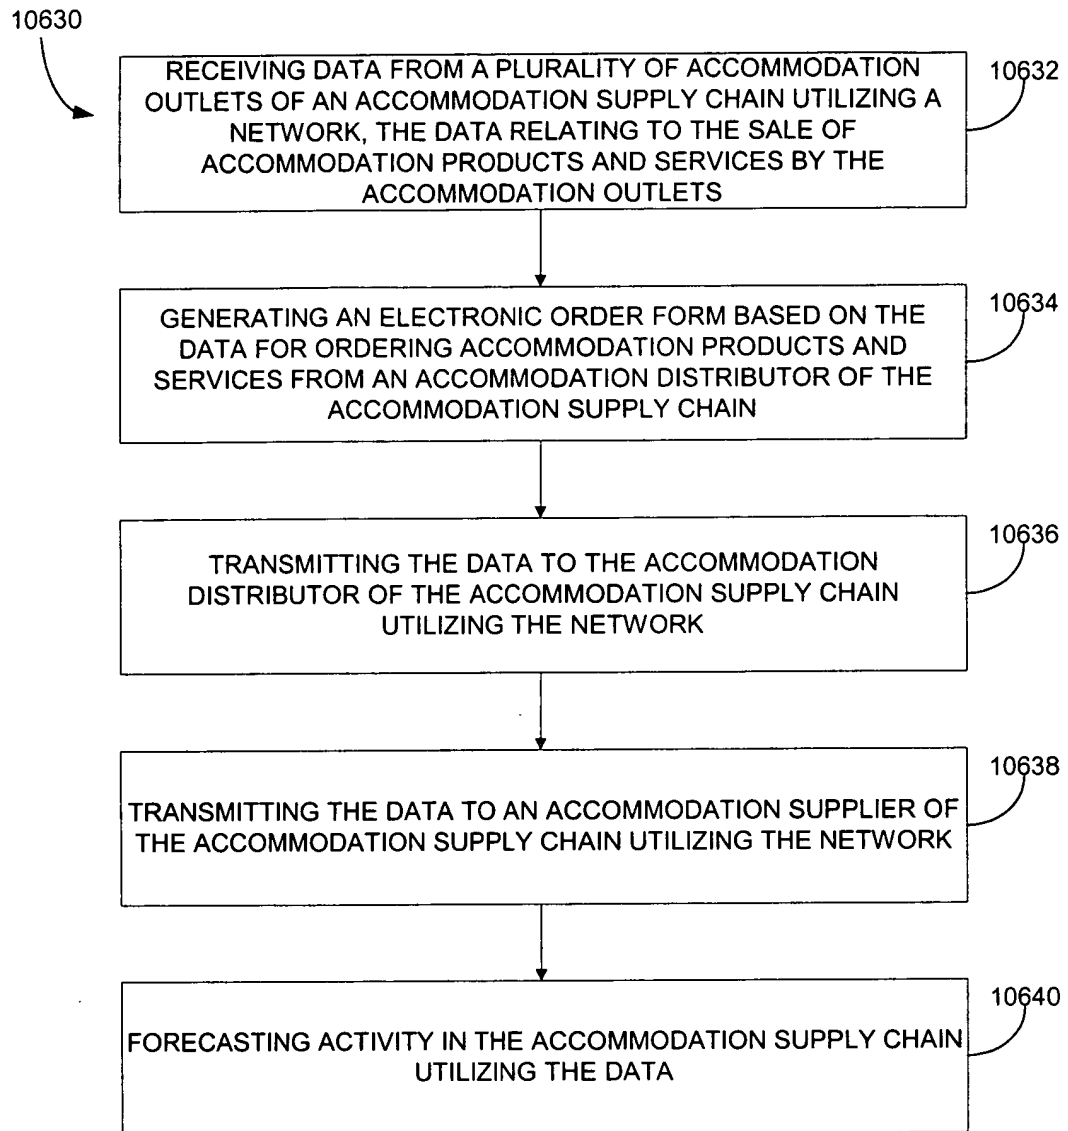 10630
RECEIVING DATA FROM A PLURALITY OF ACCOMMODATION
OUTLETS OF AN ACCOMMODATION SUPPLY CHAIN UTILIZING A
NETWORK, THE DATA RELATING TO THE SALE OF
ACCOMMODATION PRODUCTS AND SERVICES BY THE
ACCOMMODATION OUTLETS
10632
GENERATING AN ELECTRONIC ORDER FORM BASED ON THE
DATA FOR ORDERING ACCOMMODATION PRODUCTS AND
SERVICES FROM AN ACCOMMODATION DISTRIBUTOR OF THE
ACCOMMODATION SUPPLY CHAIN
10634
TRANSMITTING THE DATA TO THE ACCOMMODATION
DISTRIBUTOR OF THE ACCOMMODATION SUPPLY CHAIN
UTILIZING THE NETWORK
10636
TRANSMITTING THE DATA TO AN ACCOMMODATION SUPPLIER OF
THE ACCOMMODATION SUPPLY CHAIN UTILIZING THE NETWORK
10638
FORECASTING ACTIVITY IN THE ACCOMMODATION SUPPLY CHAIN
UTILIZING THE DATA
10640